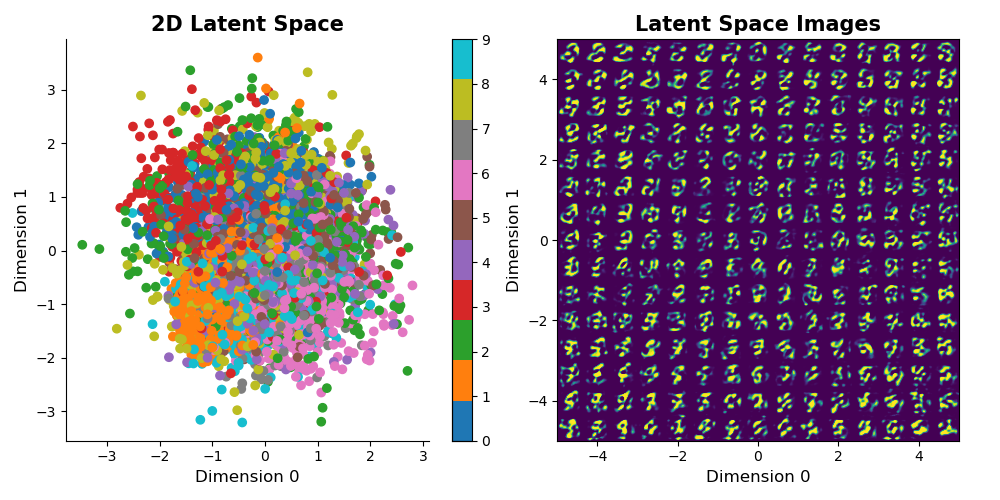 2D Latent Space
Dimension 1
3
2
1
0
−1
−2
−3
−3 −2 −1 0 1 2 3
Dimension 0
9
8
7
6
5
4
3
2
1
0
Latent Space Images
Dimension 1
4
2
0
−2
−4
−4 −2 0 2 4
Dimension 0